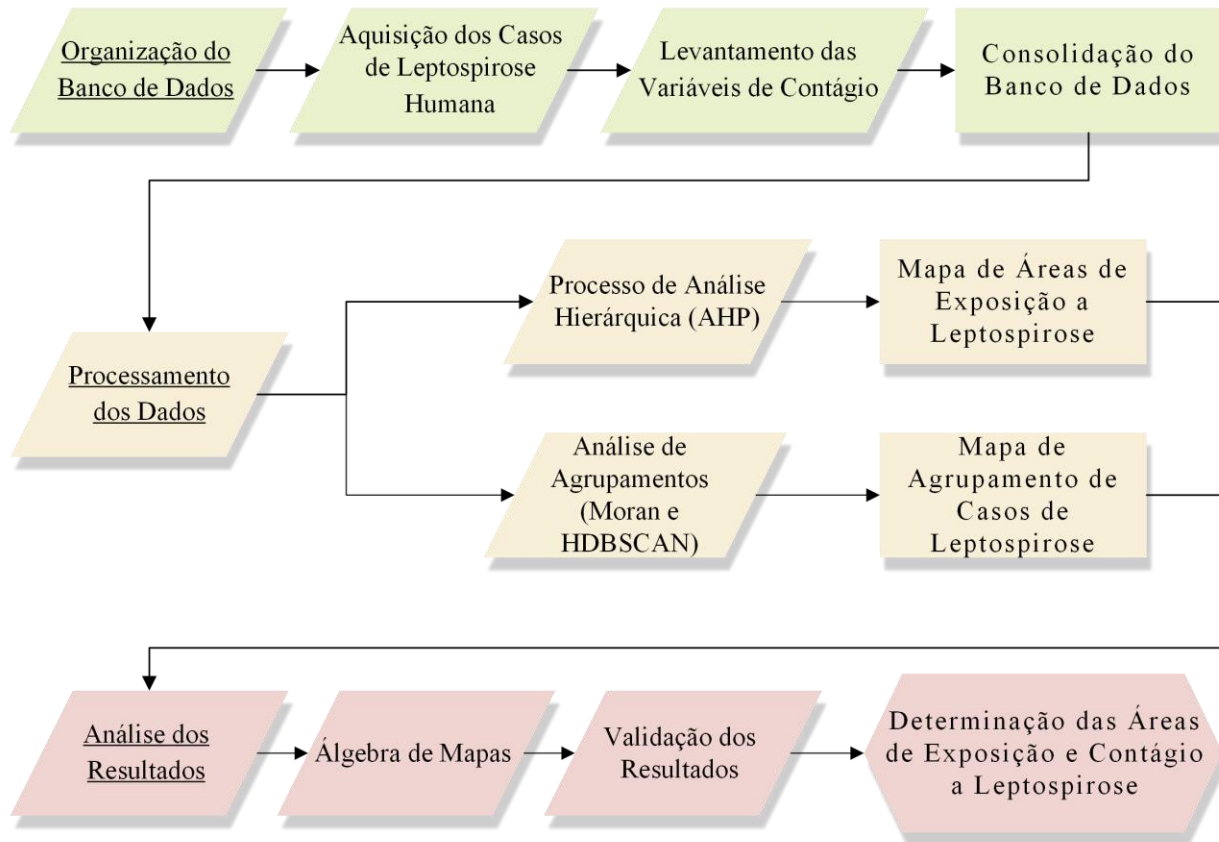 Organização do
Banco de Dados
Aquisição dos Casos
de Leptospirose
Humana
Levantamento das
Variáveis de Contágio
Consolidação do
Banco de Dados
Processamento
dos Dados
Processo de Análise
Hierárquica (AHP)
Mapa de Áreas de
Exposição a
Leptospirose
Análise de
Agrupamentos
(Moran e
HDBSCAN)
Mapa de
Agrupamento de
Casos de
Leptospirose
Análise dos
Resultados
Álgebra de Mapas
Validação dos
Resultados
Determinação das Áreas
de Exposição e Contágio
a Leptospirose